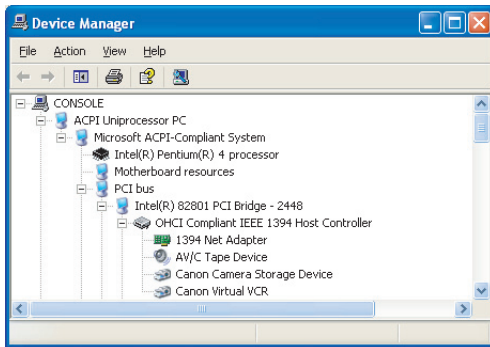 Device Manager
File Action View Help
CONSOLE
ACPI Uniprocessor PC
Microsoft ACPI-Compliant System
Intel(R) Pentium(R) 4 processor
Motherboard resources
PCI bus
Intel(R) 82801 PCI Bridge - 2448
OHCI Compliant IEEE 1394 Host Controller
1394 Net Adapter
AV/C Tape Device
Canon Camera Storage Device
Canon Virtual VCR